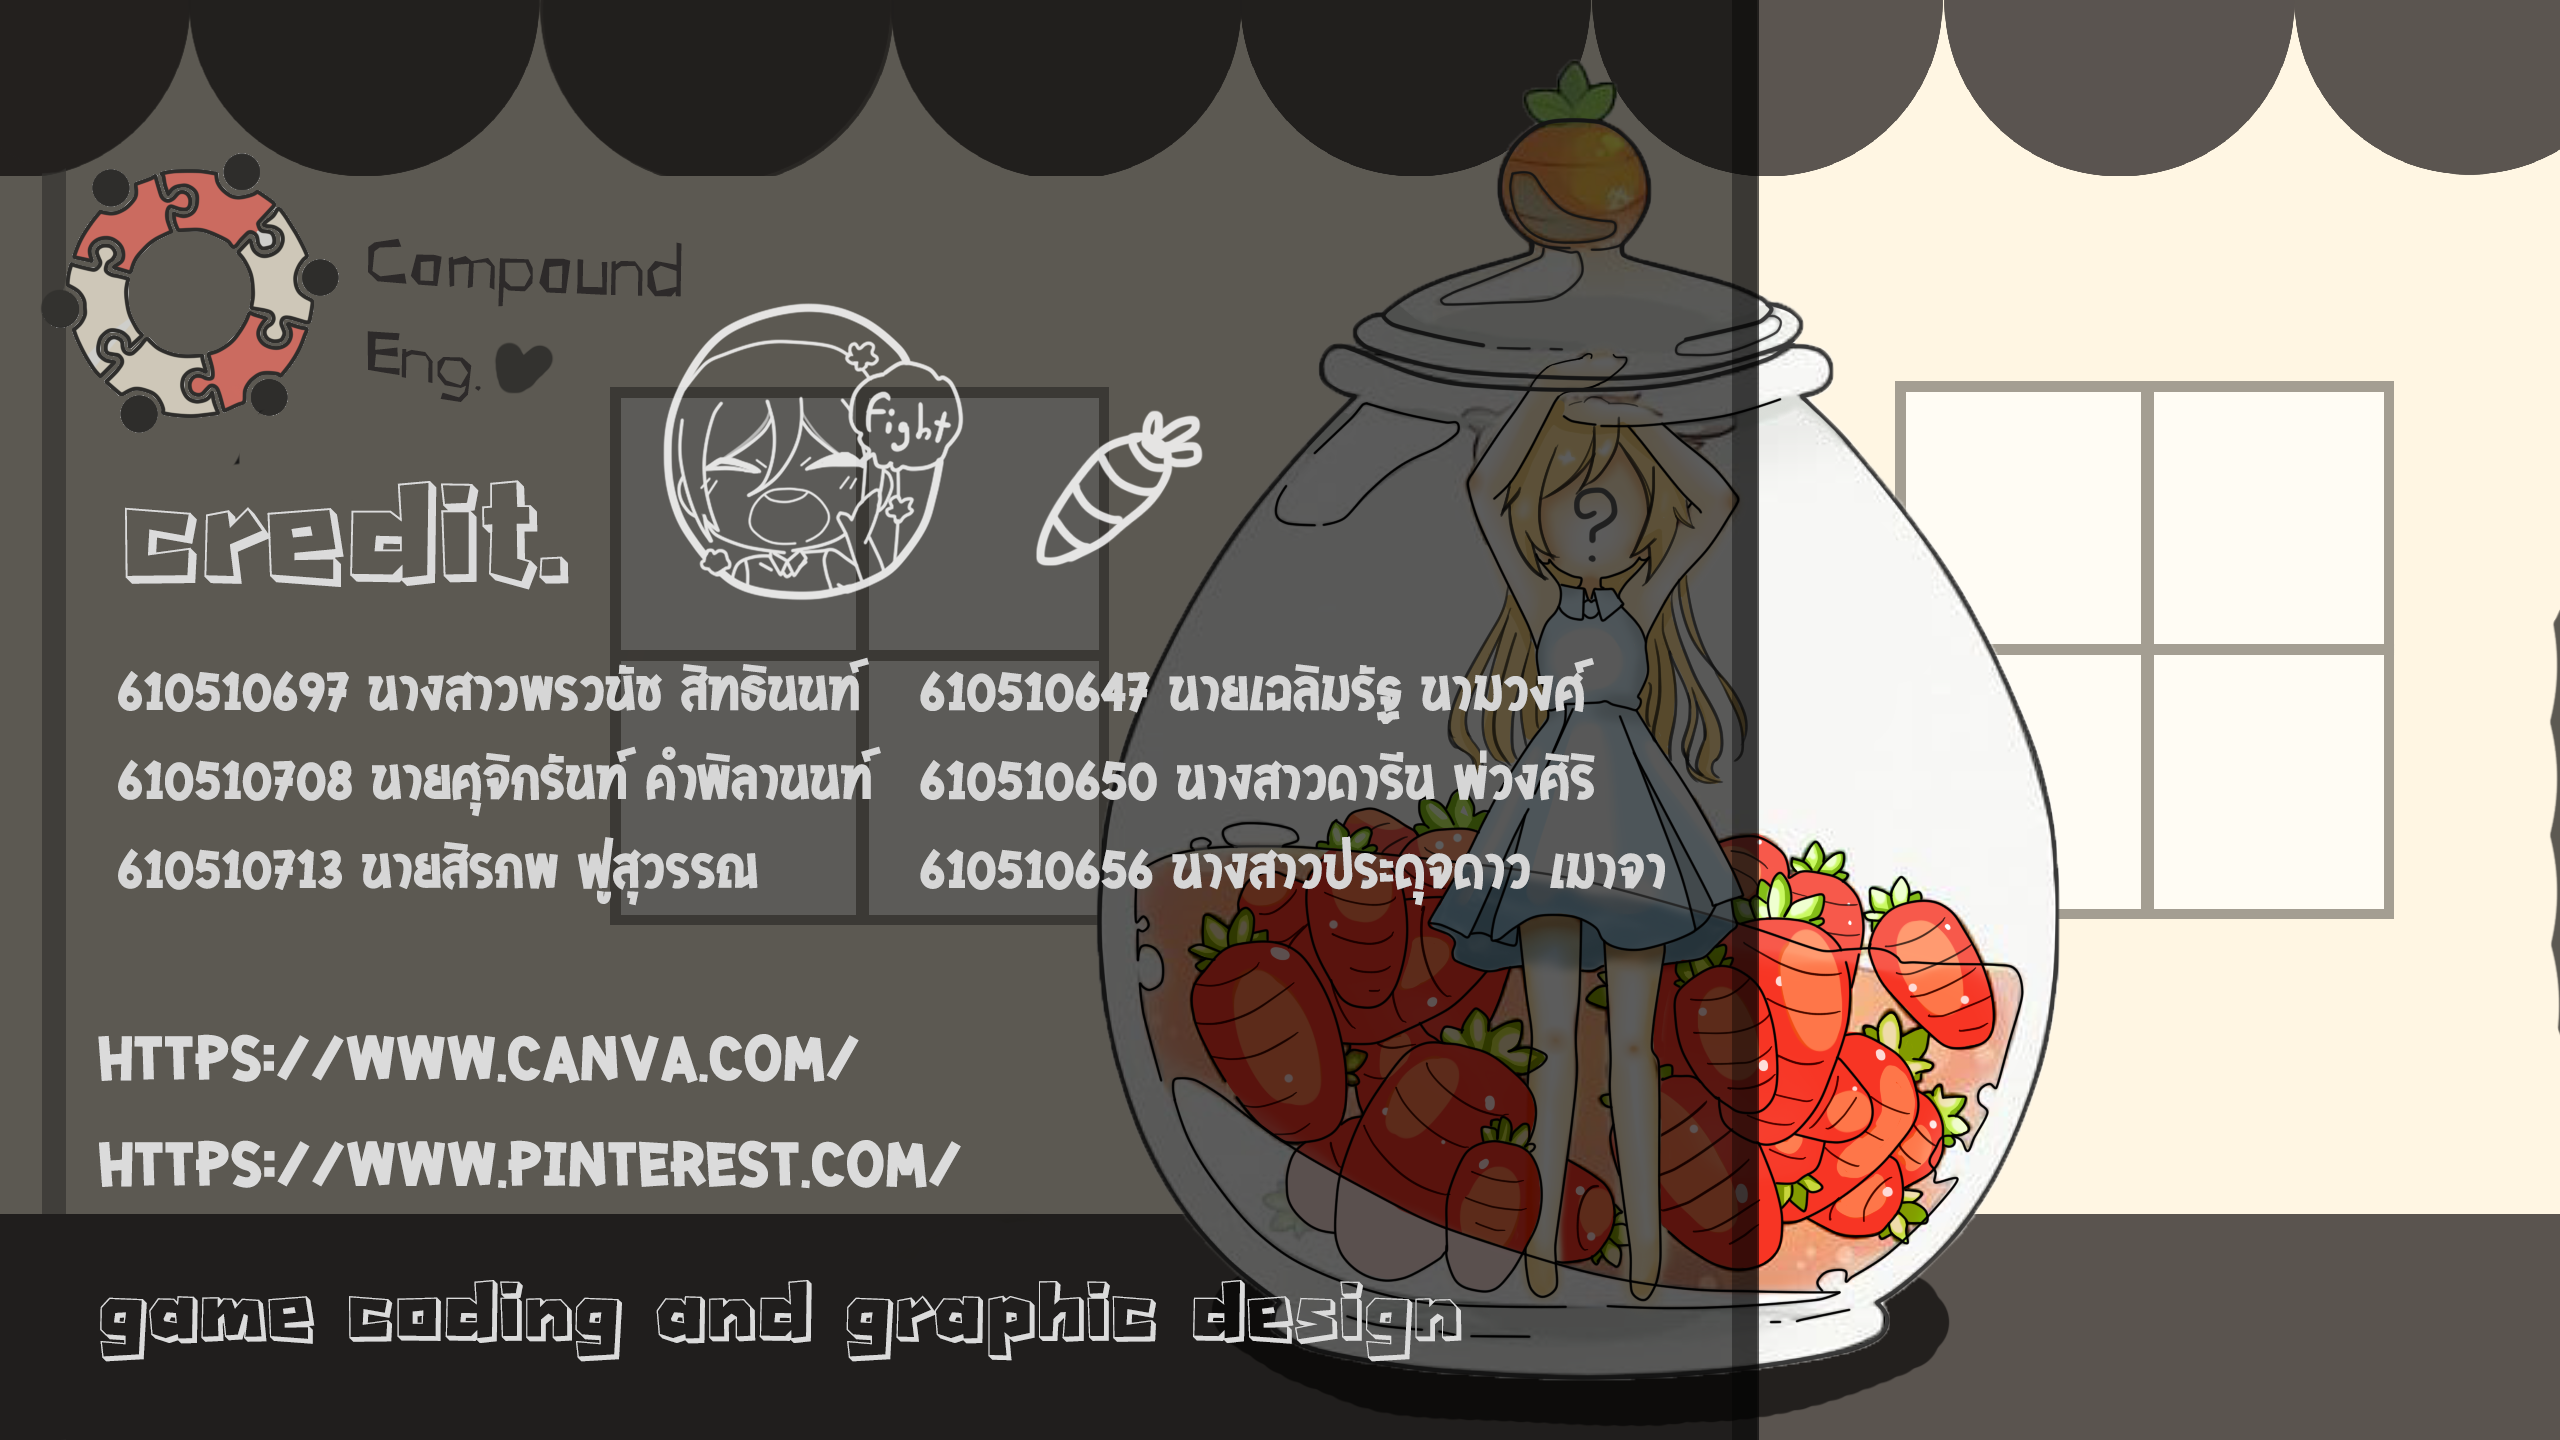 Compound
Eng.
fight
?
credit.
610510697 นางสาวพรวนัช สิทธินนท์
610510647 นายเฉลิมรัฐ นามวงศ์
610510708 นายศุจิกรันท์ คำพิลานนท์
610510650 นางสาวดารีน พ่วงศิริ
610510713 นายสิรภพ ฟูสุวรรณ
610510656 นางสาวประดุจดาว เมาจา
HTTPS://WWW.CANVA.COM/
HTTPS://WWW.PINTEREST.COM/
game coding and graphic design